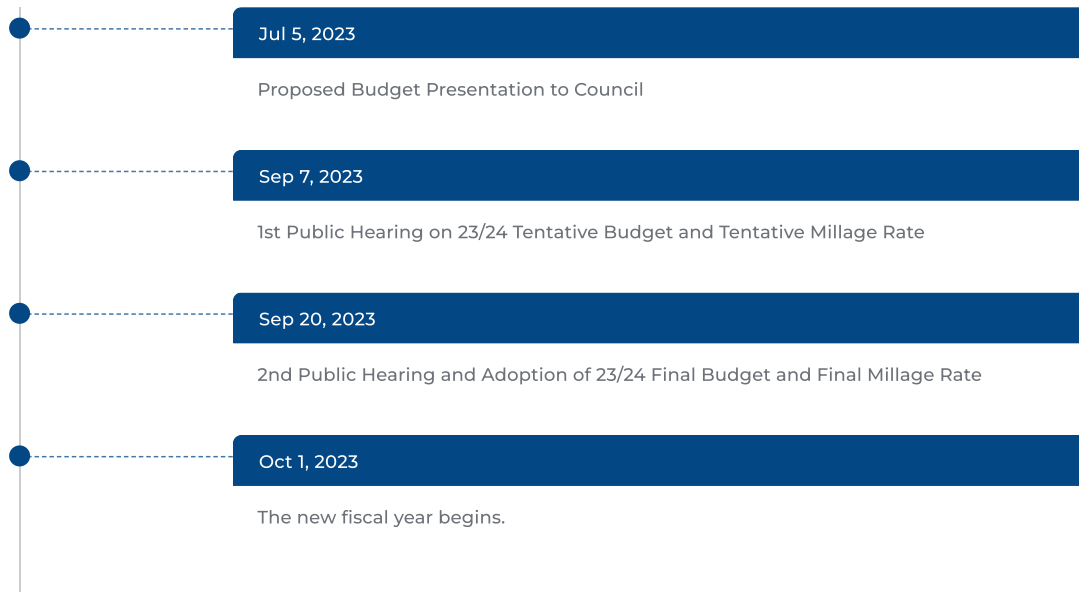 Jul 5, 2023
Proposed Budget Presentation to Council
Sep 7, 2023
1st Public Hearing on 23/24 Tentative Budget and Tentative Millage Rate
Sep 20, 2023
2nd Public Hearing and Adoption of 23/24 Final Budget and Final Millage Rate
Oct 1, 2023
The new fiscal year begins.